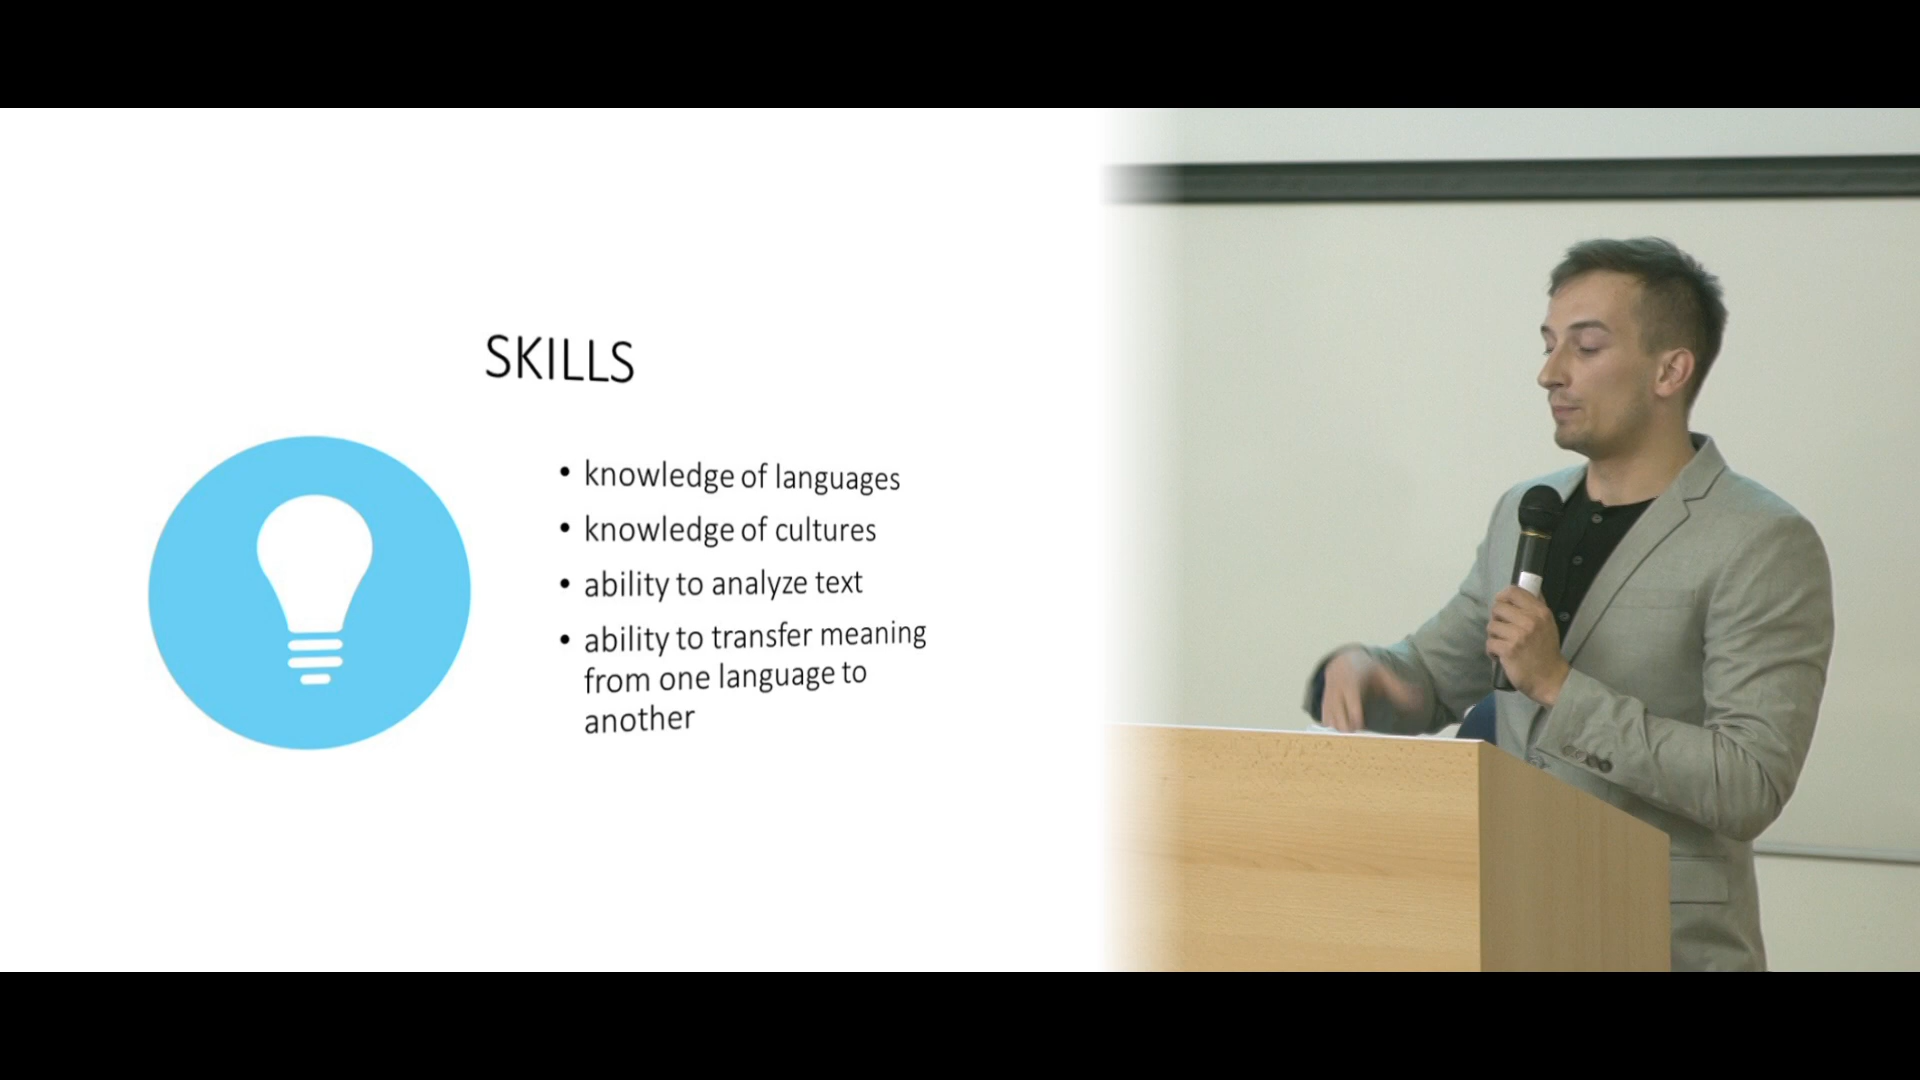 SKILLS
• knowledge of languages
• knowledge of cultures
• ability to analyze text
• ability to transfer meaning
from one language to
another